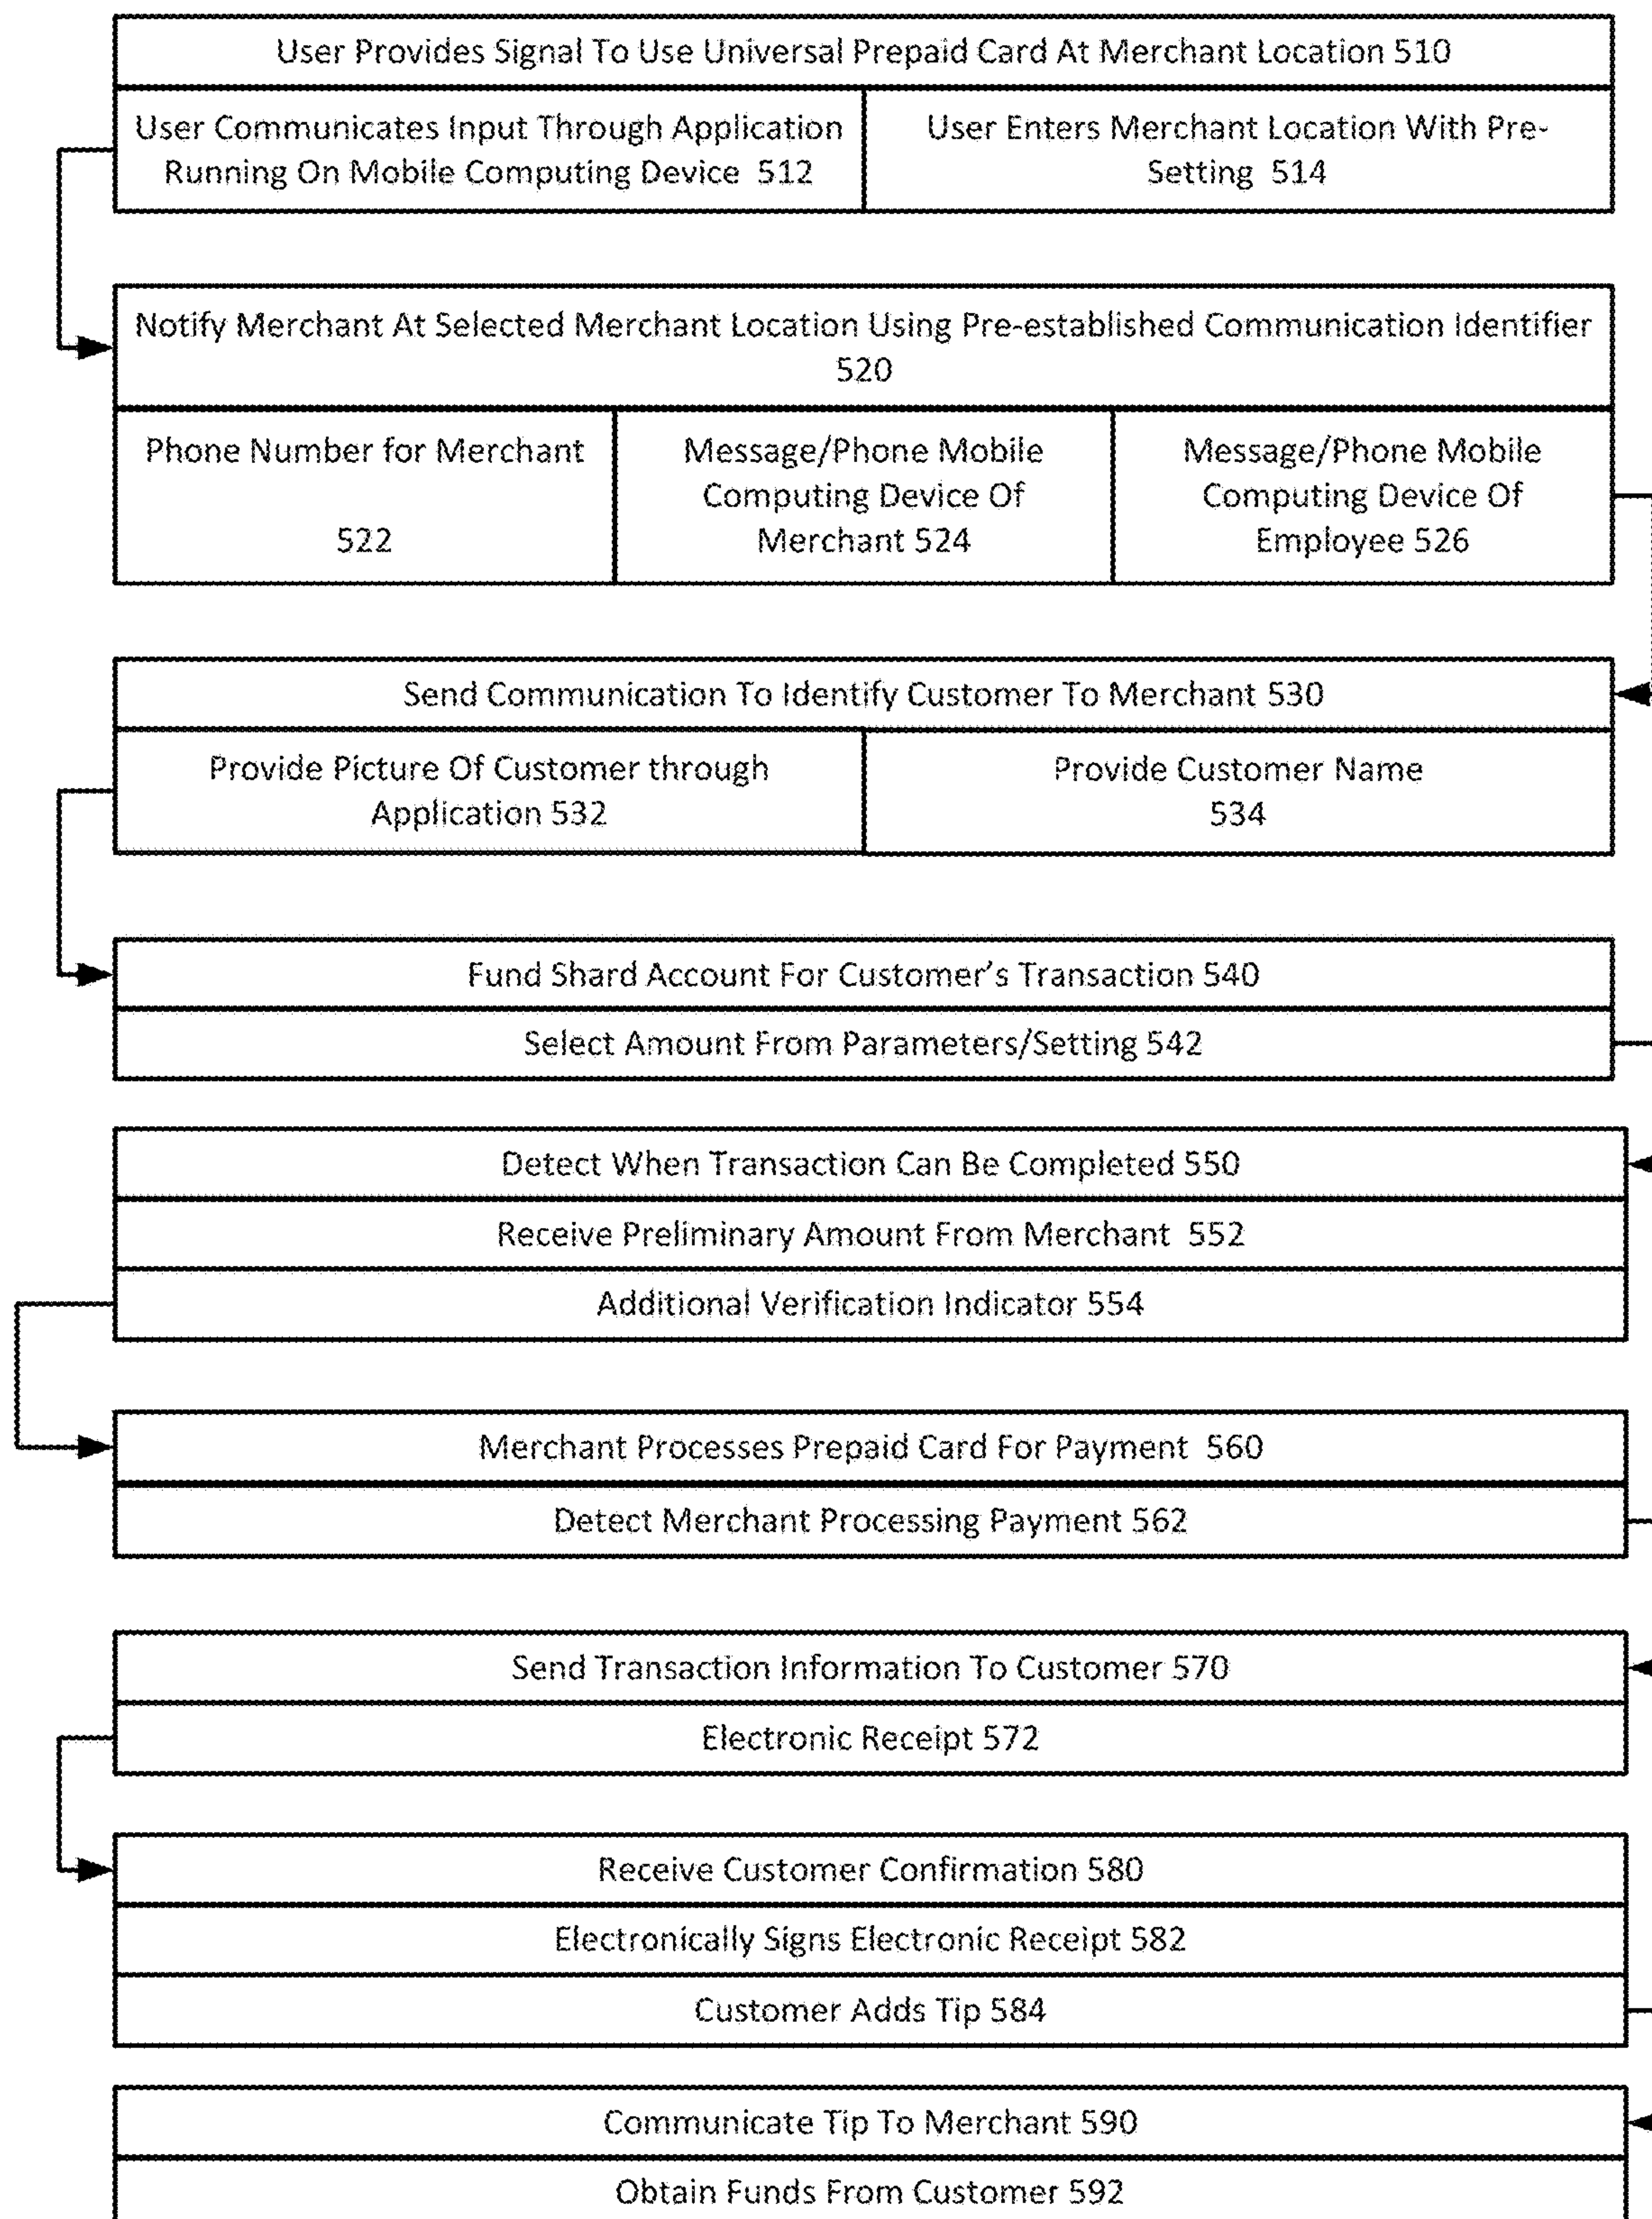 User Provides Signal To Use Universal Prepaid Card At Merchant Location 510
User Communicates Input Through Application
Running On Mobile Computing Device 512
User Enters Merchant Location With Pre-
Setting 514
Notify Merchant At Selected Merchant Location Using Pre-established Communication Identifier
520
Phone Number for Merchant
522
Message/Phone Mobile
Computing Device Of
Merchant 524
Message/Phone Mobile
Computing Device Of
Employee 526
Send Communication To Identify Customer To Merchant 530
Provide Picture Of Customer through
Application 532
Provide Customer Name
534
Fund Shard Account For Customer's Transaction 540
Select Amount From Parameters/Setting 542
Detect When Transaction Can Be Completed 550
Receive Preliminary Amount From Merchant 552
Additional Verification Indicator 554
Merchant Processes Prepaid Card For Payment 560
Detect Merchant Processing Payment 562
Send Transaction Information To Customer 570
Electronic Receipt 572
Receive Customer Confirmation 580
Electronically Signs Electronic Receipt 582
Customer Adds Tip 584
Communicate Tip To Merchant 590
Obtain Funds From Customer 592